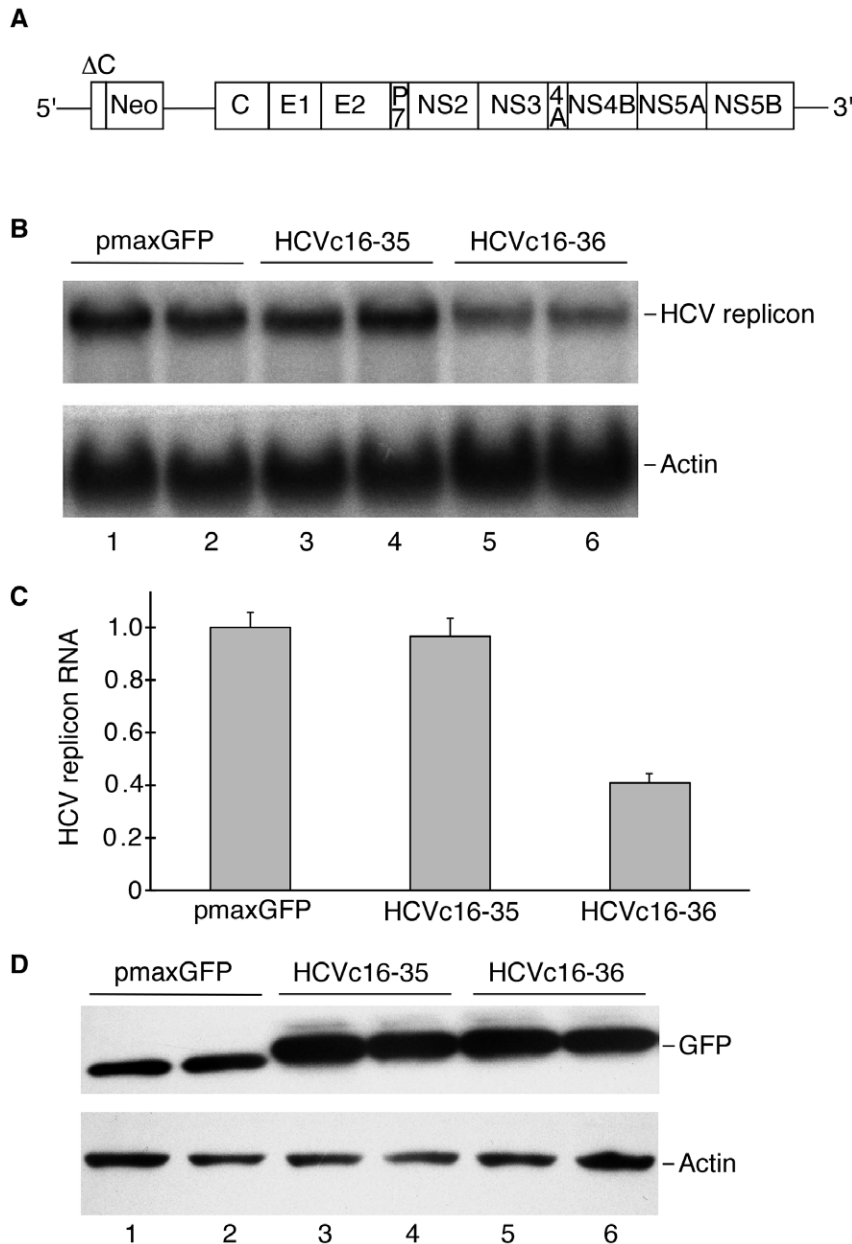 A
ΔC
5' Neo C E1 E2 P7 NS2 NS3 4A NS4B NS5A NS5B 3'
B
pmaxGFP HCVc16-35 HCVc16-36
HCV replicon
Actin
1 2 3 4 5 6
C
HCV replicon RNA
1.0
0.8
0.6
0.4
0.2
0
pmaxGFP HCVc16-35 HCVc16-36
D
pmaxGFP HCVc16-35 HCVc16-36
GFP
Actin
1 2 3 4 5 6